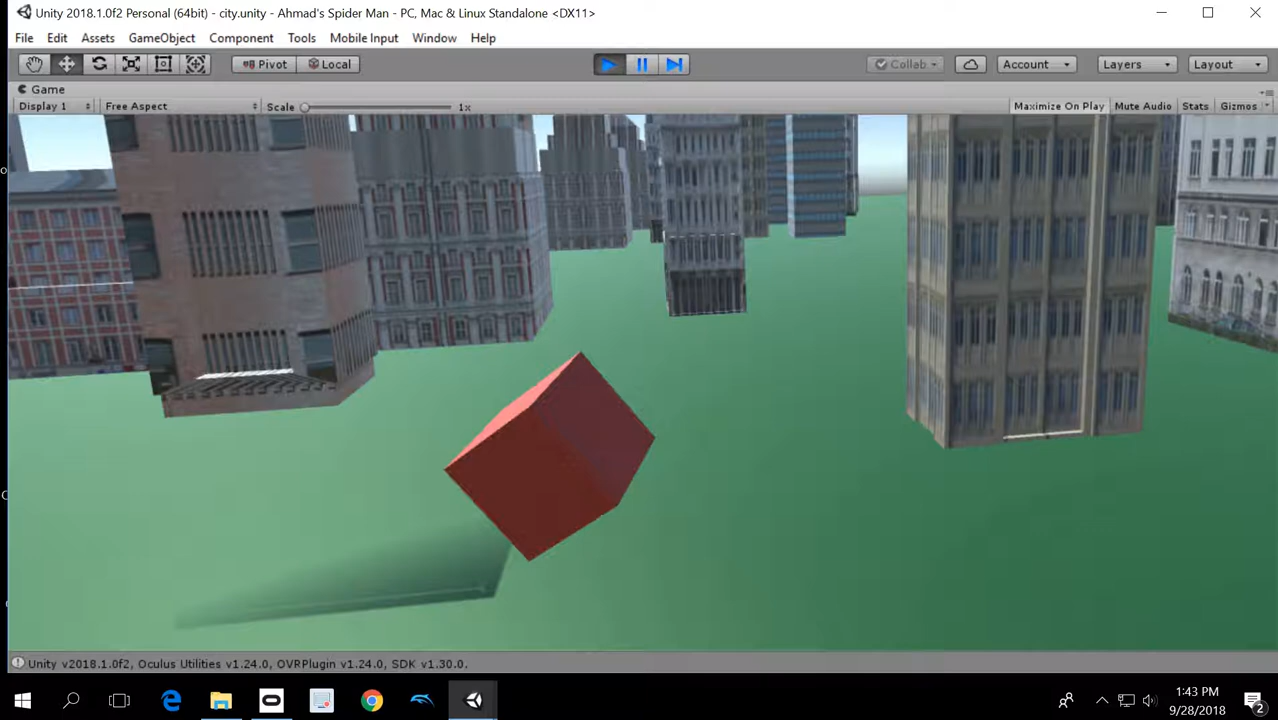 Unity 2018.1.0f2 Personal (64bit) - city.unity - Ahmad's Spider Man - PC, Mac & Linux Standalone <DX11>
File Edit Assets GameObject Component Tools Mobile Input Window Help
Pivot Local Collab Account Layers Layout
Game
Display 1 Free Aspect Scale 1x Maximize On Play Mute Audio Stats Gizmos
Unity v2018.1.0f2, Oculus Utilities v1.24.0, OVRPlugin v1.24.0, SDK v1.30.0.
1:43 PM
9/28/2018
2